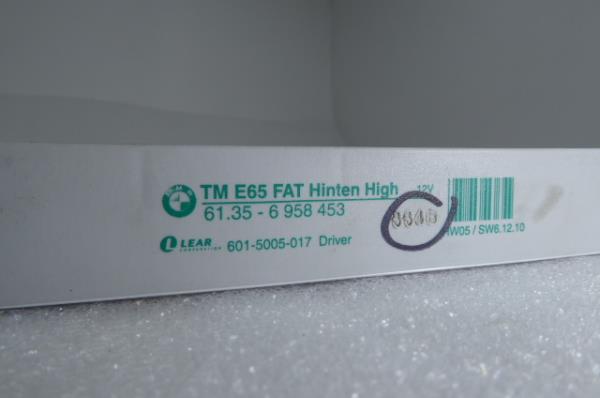 TM E65 FAT Hinten High 12V
61.35 - 6 958 453
LEAR CORPORATION 601-5005-017 Driver
/ SW6.12.10